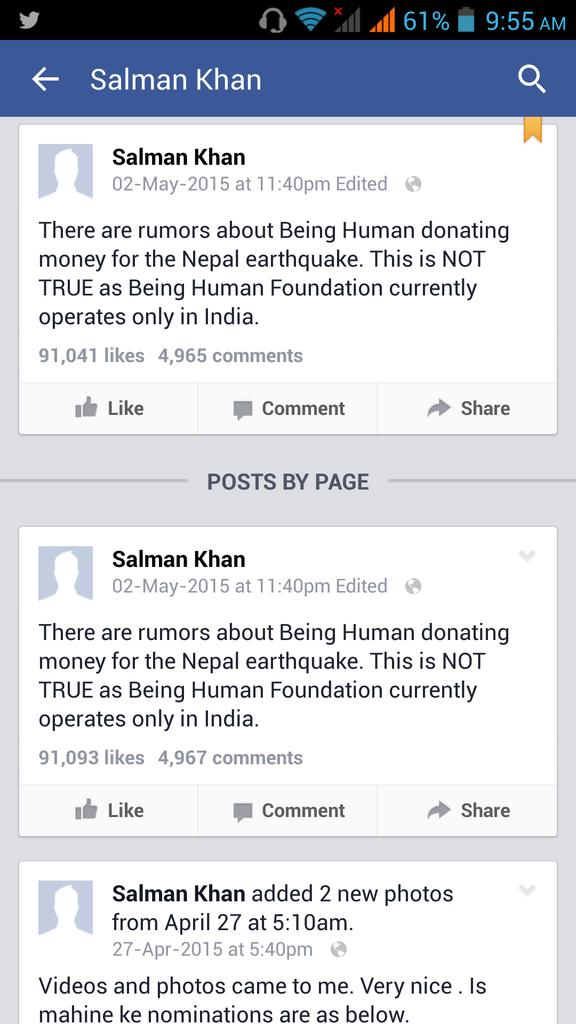 61% 9:55 AM
Salman Khan
Salman Khan
02-May-2015 at 11:40pm Edited
There are rumors about Being Human donating
money for the Nepal earthquake. This is NOT
TRUE as Being Human Foundation currently
operates only in India.
91,041 likes 4,965 comments
Like Comment Share
POSTS BY PAGE
Salman Khan
02-May-2015 at 11:40pm Edited
There are rumors about Being Human donating
money for the Nepal earthquake. This is NOT
TRUE as Being Human Foundation currently
operates only in India.
91,093 likes 4,967 comments
Like Comment Share
Salman Khan added 2 new photos
from April 27 at 5:10am.
27-Apr-2015 at 5:40pm
Videos and photos came to me. Very nice . Is
mahine ke nominations are as below.